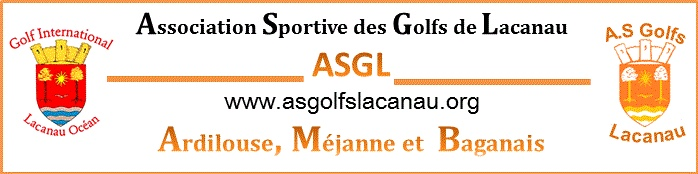 Golf International
Lacanau Océan
Association Sportive des Golfs de Lacanau
ASGL
www.asgolfslacanau.org
Ardilouse, Méjanne et Baganais
A.S Golfs
Lacanau